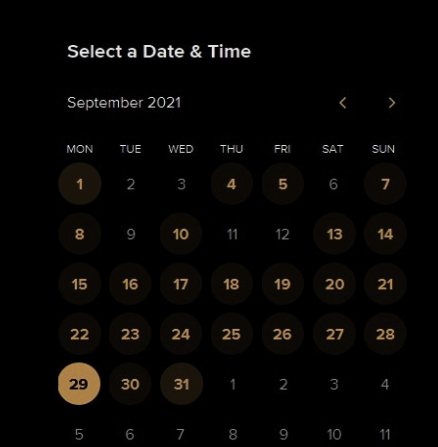 Select a Date & Time
September 2021
MON TUE WED THU FRI SAT SUN
1 2 3 4 5 6 7
8 9 10 11 12 13 14
15 16 17 18 19 20 21
22 23 24 25 26 27 28
29 30 31 1 2 3 4
5 6 7 8 9 10 11